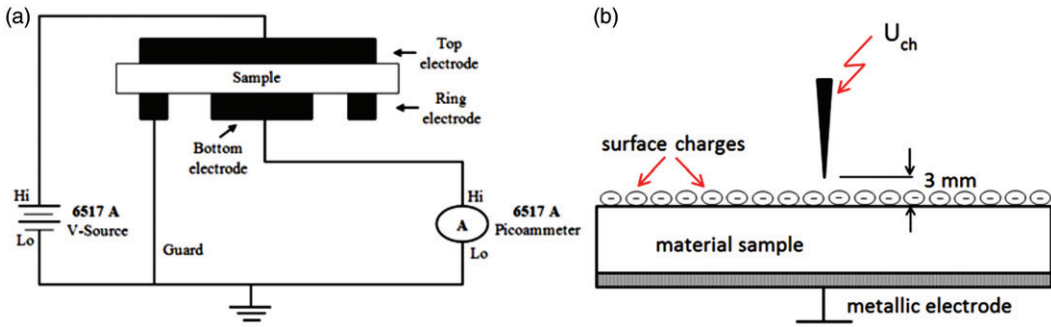 (a)
Top
electrode
Sample
Ring
electrode
Bottom
electrode
Hi
6517 A
V-Source
Lo
Guard
Hi
A
6517 A
Picoammeter
Lo
(b)
U_ch
surface charges
3 mm
- - - - - - - - - - - - - - - - - -
material sample
metallic electrode